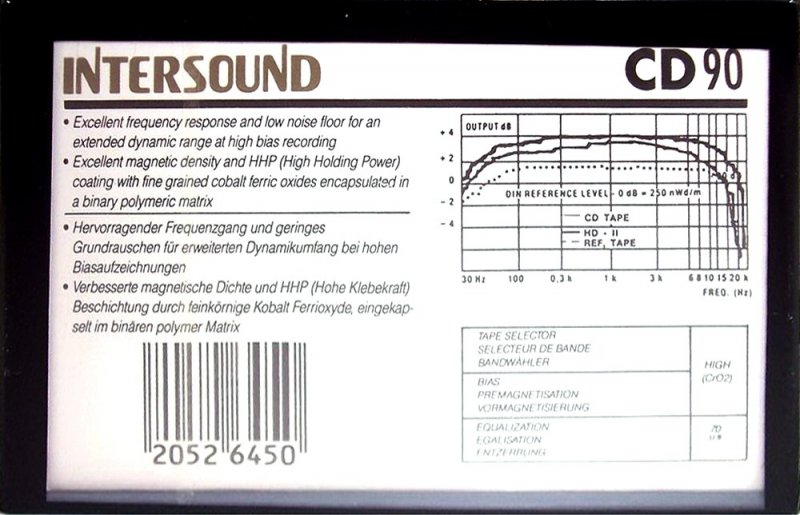 INTERSOUND
CD 90
• Excellent frequency response and low noise floor for an
extended dynamic range at high bias recording
• Excellent magnetic density and HHP (High Holding Power)
coating with fine grained cobalt ferric oxides encapsulated in
a binary polymeric matrix
• Hervorragender Frequenzgang und geringes
Grundrauschen für erweiterten Dynamikumfang bei hohen
Biasaufzeichnungen
• Verbesserte magnetische Dichte und HHP (Hohe Klebekraft)
Beschichtung durch feinkörnige Kobalt Ferrioxyde, eingekap-
selt im binären polymer Matrix
2052 6450
OUTPUT dB
+ 4
+ 2
0
- 2
- 4
DIN REFERENCE LEVEL - 0 dB = 250 nWd/m
CD TAPE
HD - II
REF, TAPE
30 Hz 100 0,3 k 1 k 3 k 6 8 10 15 20 k
FREQ. (Hz)
TAPE SELECTOR
SELECTEUR DE BANDE
BANDWÄHLER
HIGH
(CrO2)
BIAS
PREMAGNETISATION
VORMAGNETISIERUNG
EQUALIZATION
EGALISATION
ENTZERRUNG
70